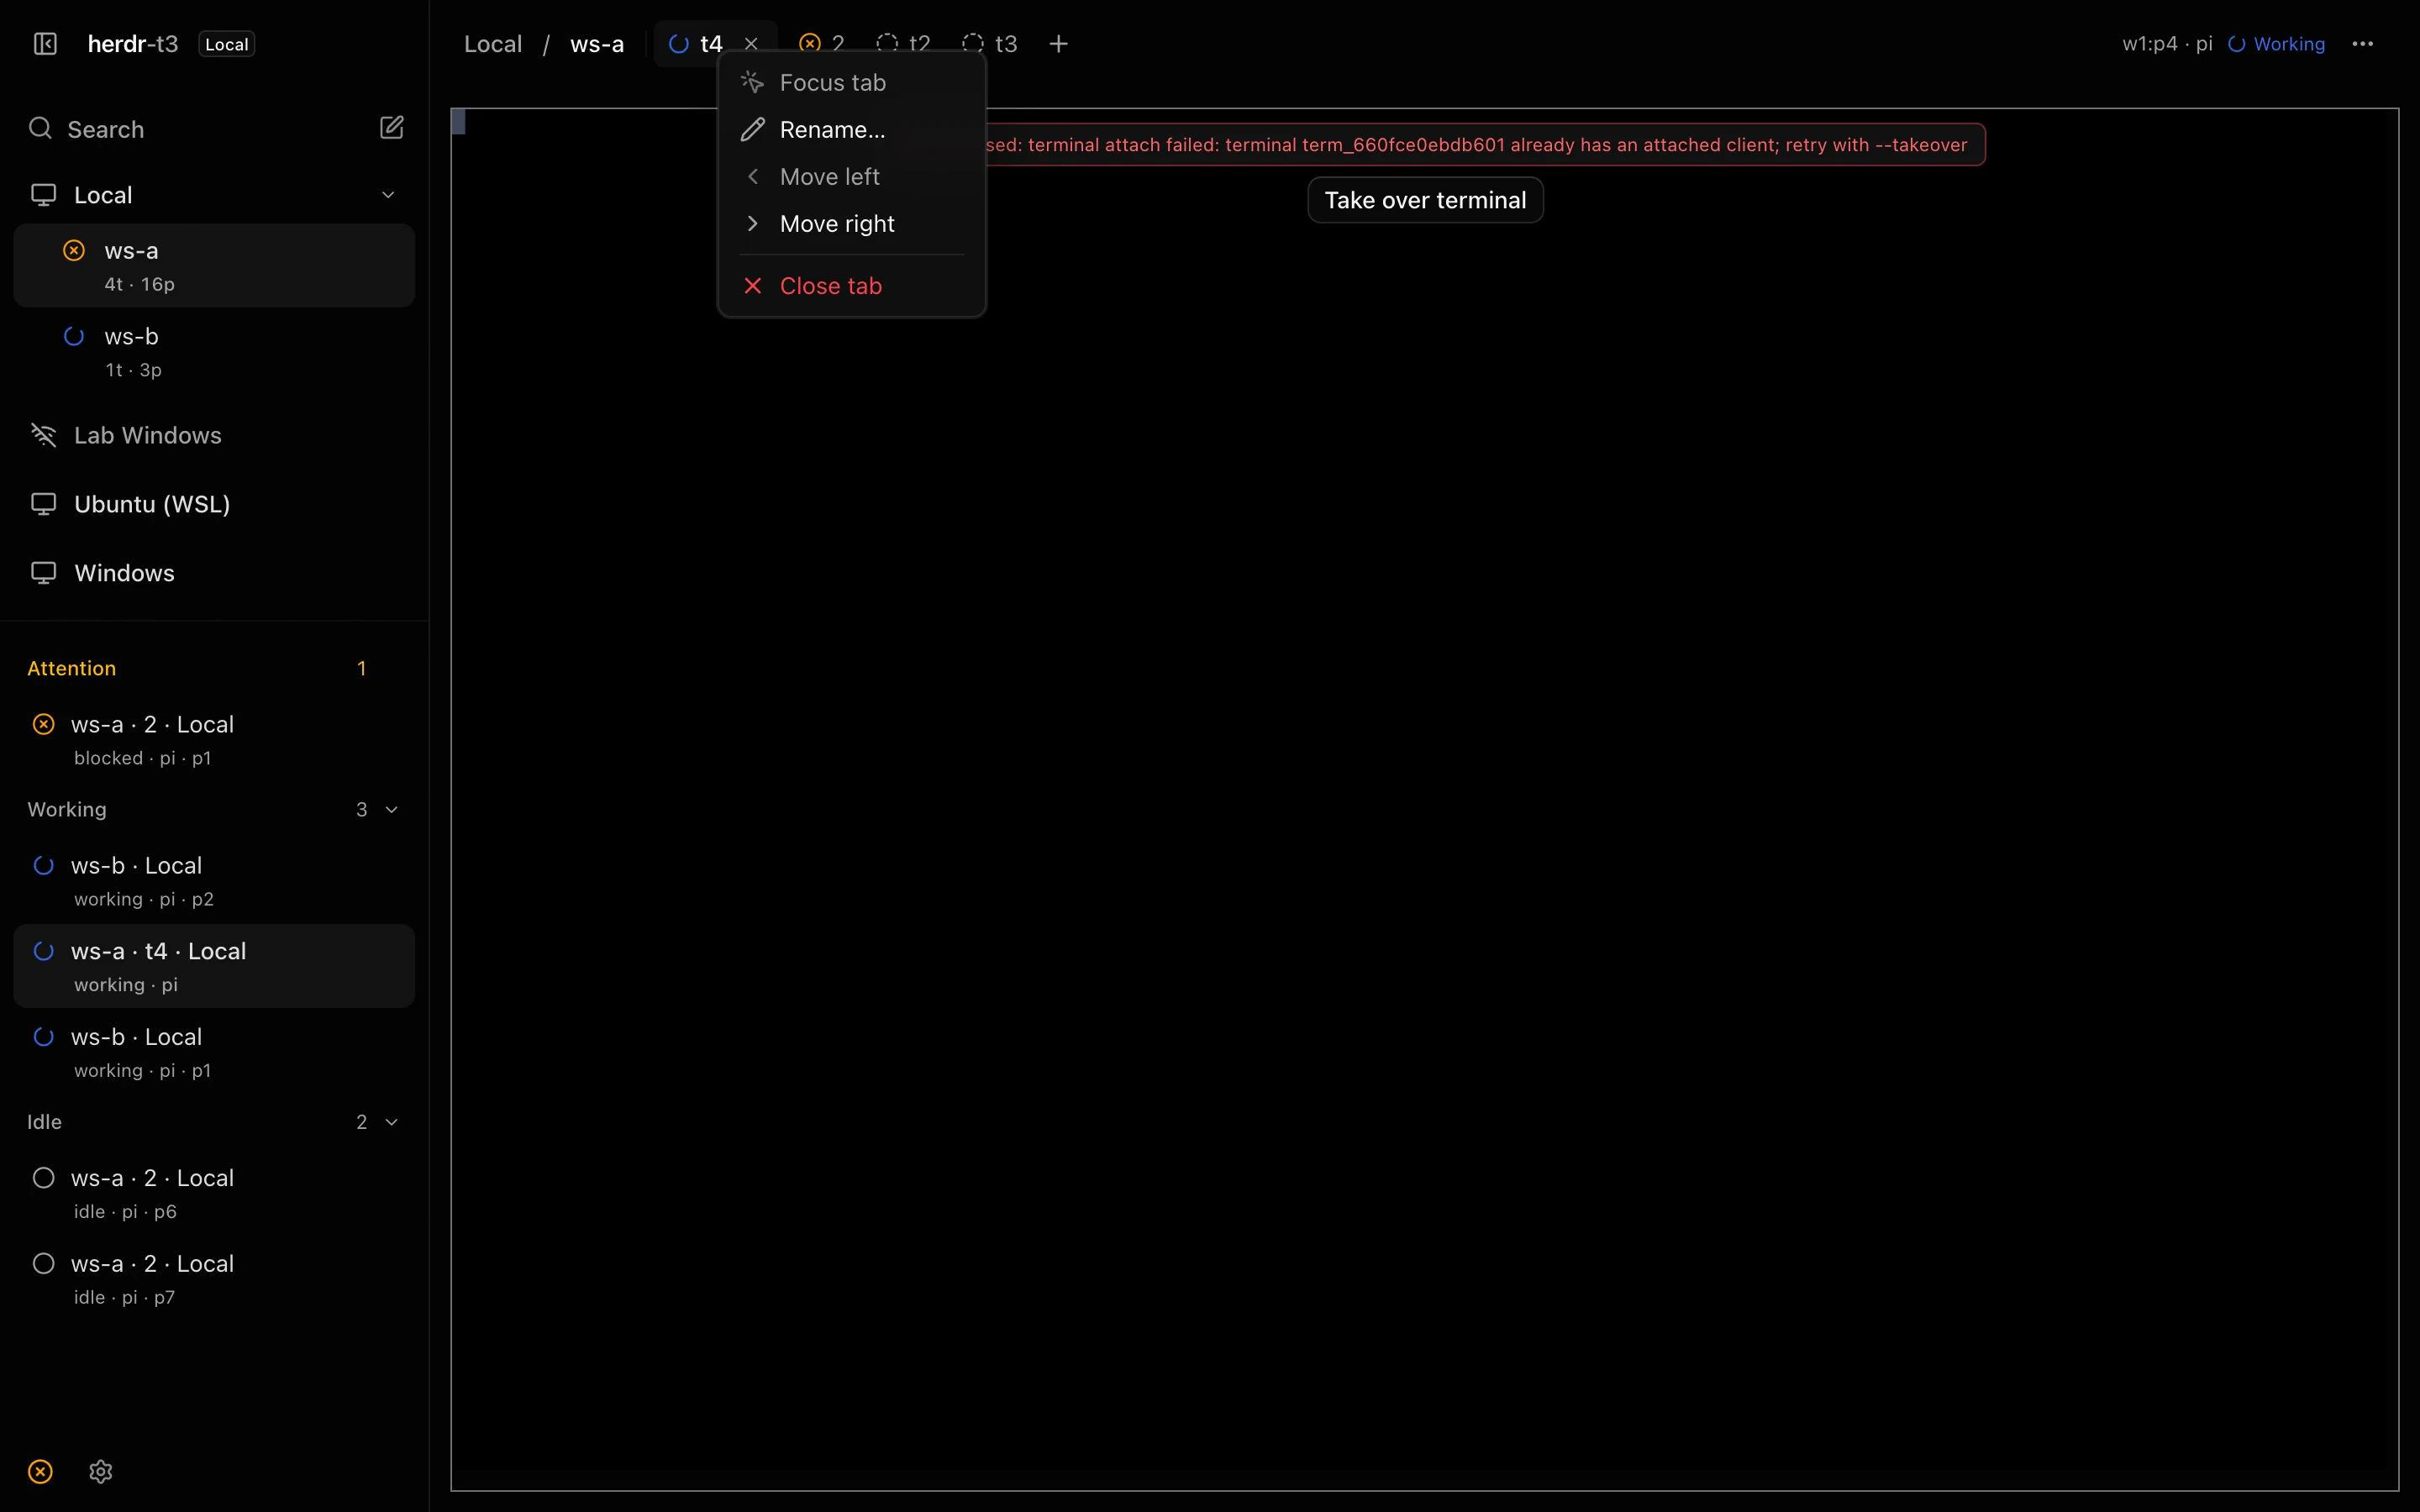 herdr-t3 Local
Search
Local
ws-a
4t · 16p
ws-b
1t · 3p
Lab Windows
Ubuntu (WSL)
Windows
Attention 1
ws-a · 2 · Local
blocked · pi · p1
Working 3
ws-b · Local
working · pi · p2
ws-a · t4 · Local
working · pi
ws-b · Local
working · pi · p1
Idle 2
ws-a · 2 · Local
idle · pi · p6
ws-a · 2 · Local
idle · pi · p7
Local / ws-a t4 2 t2 t3
w1:p4 · pi Working
Focus tab
Rename...
Move left
Move right
Close tab
sed: terminal attach failed: terminal term_660fce0ebdb601 already has an attached client; retry with --takeover
Take over terminal